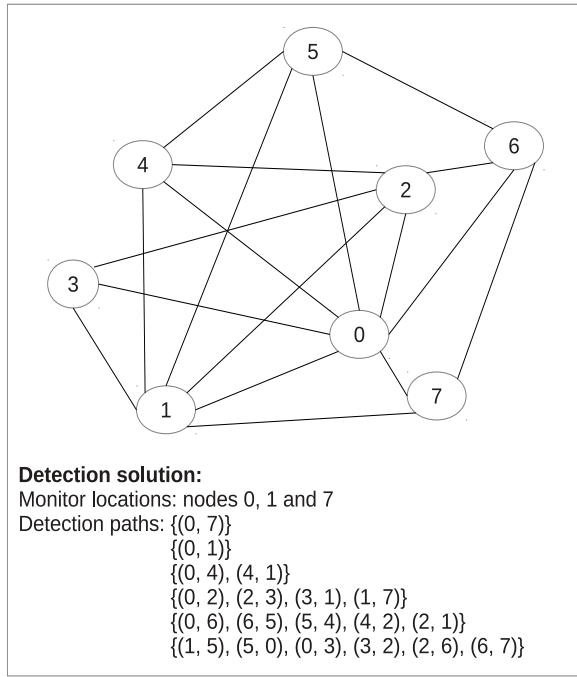 5
6
4
2
3
0
7
1
Detection solution:
Monitor locations: nodes 0, 1 and 7
Detection paths: {(0, 7)}
{(0, 1)}
{(0, 4), (4, 1)}
{(0, 2), (2, 3), (3, 1), (1, 7)}
{(0, 6), (6, 5), (5, 4), (4, 2), (2, 1)}
{(1, 5), (5, 0), (0, 3), (3, 2), (2, 6), (6, 7)}